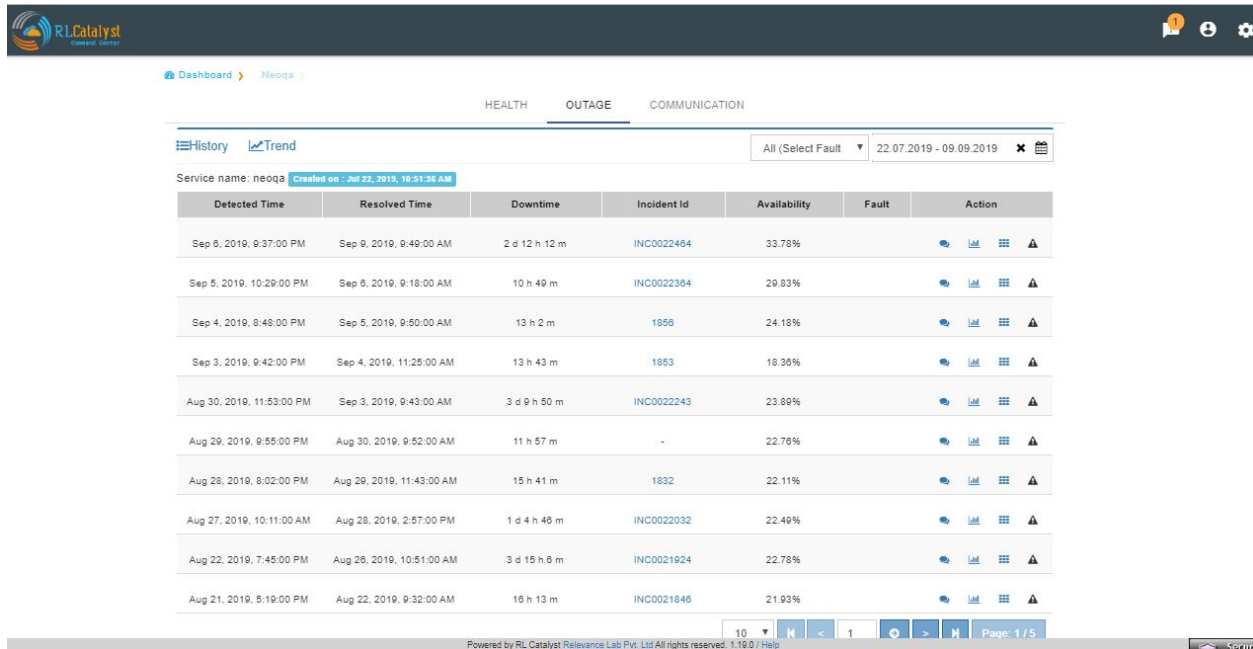 RLCatalyst
Command Center
1
Dashboard ❯ Neoqa ❯
HEALTH OUTAGE COMMUNICATION
History Trend All (Select Fault ▼ 22.07.2019 - 09.09.2019 ✖
Service name: neoqa Created on : Jul 22, 2019, 10:51:36 AM
Detected Time Resolved Time Downtime Incident Id Availability Fault Action
Sep 6, 2019, 9:37:00 PM Sep 9, 2019, 9:49:00 AM 2 d 12 h 12 m INC0022464 33.78%
Sep 5, 2019, 10:29:00 PM Sep 6, 2019, 9:18:00 AM 10 h 49 m INC0022364 29.83%
Sep 4, 2019, 8:48:00 PM Sep 5, 2019, 9:50:00 AM 13 h 2 m 1856 24.18%
Sep 3, 2019, 9:42:00 PM Sep 4, 2019, 11:25:00 AM 13 h 43 m 1853 18.36%
Aug 30, 2019, 11:53:00 PM Sep 3, 2019, 9:43:00 AM 3 d 9 h 50 m INC0022243 23.89%
Aug 29, 2019, 9:55:00 PM Aug 30, 2019, 9:52:00 AM 11 h 57 m - 22.76%
Aug 28, 2019, 8:02:00 PM Aug 29, 2019, 11:43:00 AM 15 h 41 m 1832 22.11%
Aug 27, 2019, 10:11:00 AM Aug 28, 2019, 2:57:00 PM 1 d 4 h 46 m INC0022032 22.49%
Aug 22, 2019, 7:45:00 PM Aug 26, 2019, 10:51:00 AM 3 d 15 h 6 m INC0021924 22.78%
Aug 21, 2019, 5:19:00 PM Aug 22, 2019, 9:32:00 AM 16 h 13 m INC0021846 21.93%
10 ▼ < 1 > Page: 1 / 5
Powered by RL Catalyst Relevance Lab Pvt. Ltd All rights reserved. 1.19.0 / Help